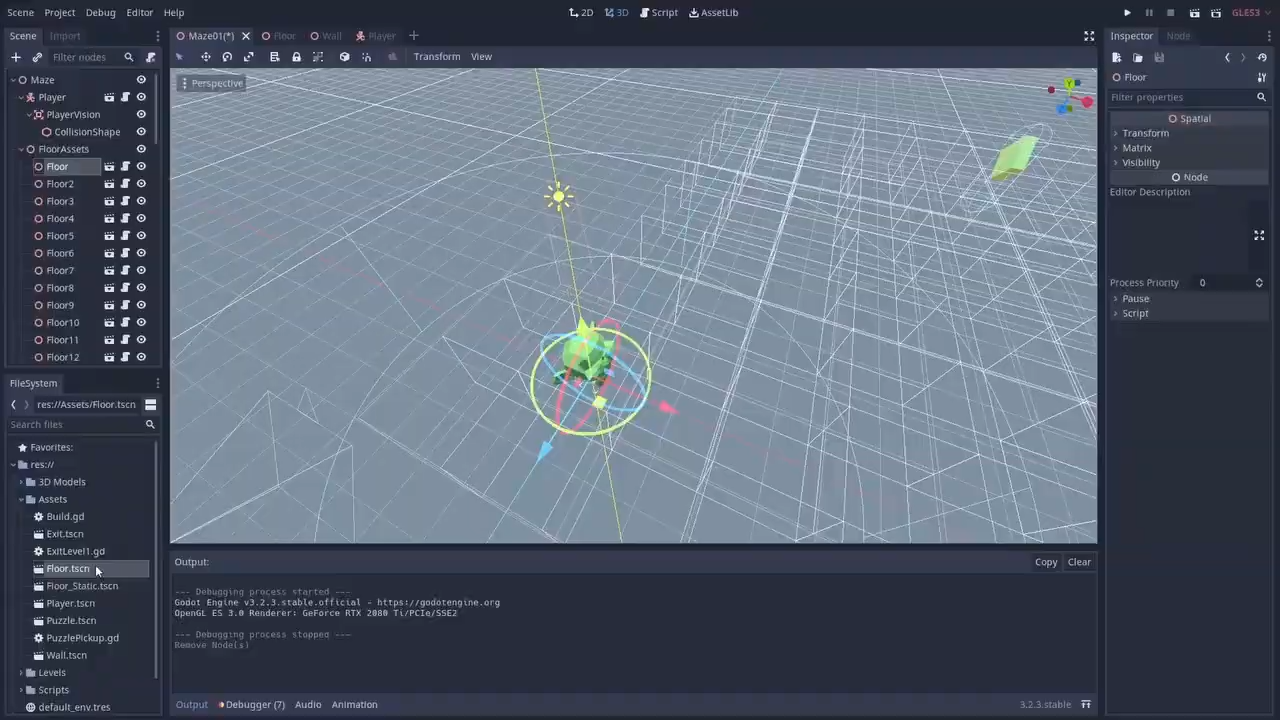 Scene Project Debug Editor Help
2D 3D Script AssetLib
GLES3
Scene Import
Filter nodes
Maze
Player
PlayerVision
CollisionShape
FloorAssets
Floor
Floor2
Floor3
Floor4
Floor5
Floor6
Floor7
Floor8
Floor9
Floor10
Floor11
Floor12
FileSystem
res://Assets/Floor.tscn
Search files
Favorites:
res://
3D Models
Assets
Build.gd
Exit.tscn
ExitLevel1.gd
Floor.tscn
Floor_Static.tscn
Player.tscn
Puzzle.tscn
PuzzlePickup.gd
Wall.tscn
Levels
Scripts
default_env.tres
Maze01(*) Floor Wall Player
Transform View
Perspective
Y
Output: Copy Clear
--- Debugging process started ---
Godot Engine v3.2.3.stable.official - https://godotengine.org
OpenGL ES 3.0 Renderer: GeForce RTX 2080 Ti/PCIe/SSE2
--- Debugging process stopped ---
Remove Node(s)
Output Debugger (7) Audio Animation
3.2.3.stable
Inspector Node
Floor
Filter properties
Spatial
Transform
Matrix
Visibility
Node
Editor Description
Process Priority 0
Pause
Script